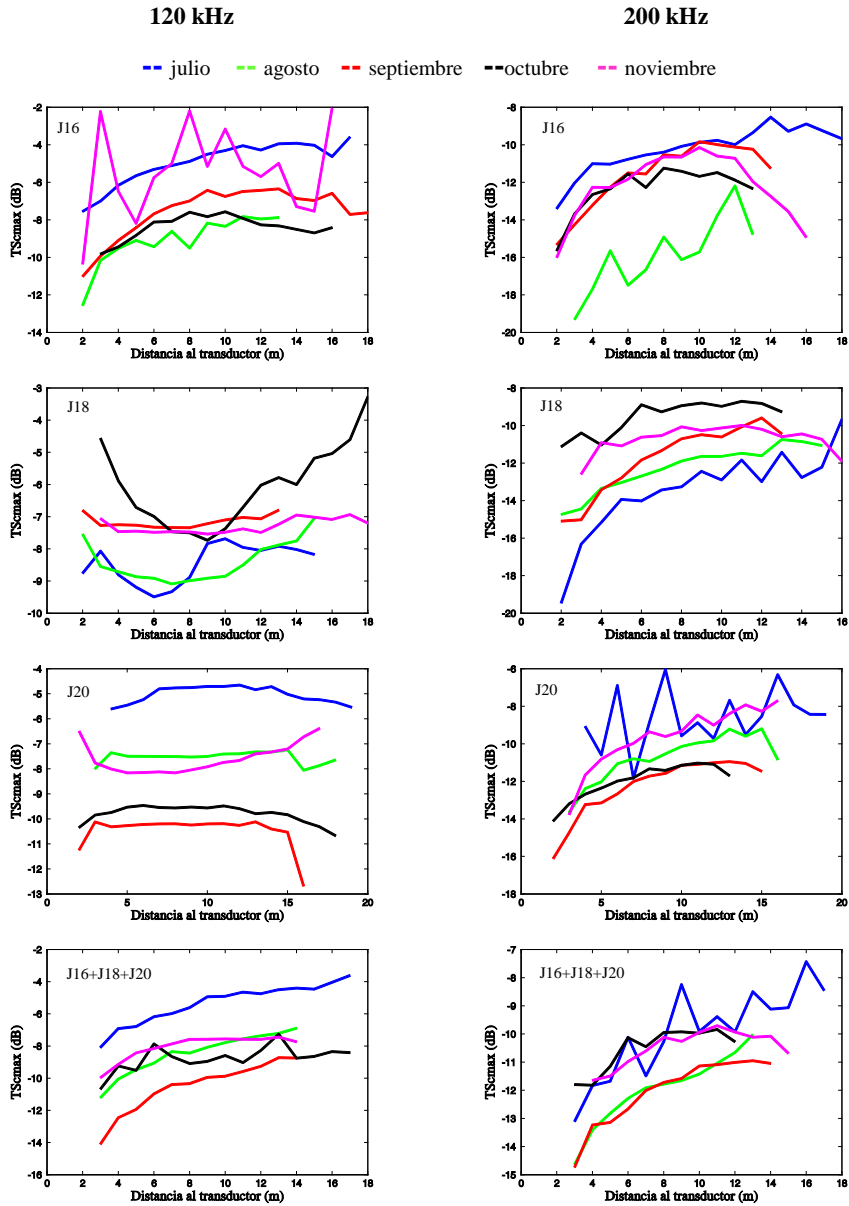 120 kHz
200 kHz
julio agosto septiembre octubre noviembre
J16
TScmax (dB)
-2
-4
-6
-8
-10
-12
-14
0 2 4 6 8 10 12 14 16 18
Distancia al transductor (m)
J16
TScmax (dB)
-8
-10
-12
-14
-16
-18
-20
0 2 4 6 8 10 12 14 16 18
Distancia al transductor (m)
J18
TScmax (dB)
-3
-4
-5
-6
-7
-8
-9
-10
0 2 4 6 8 10 12 14 16 18
Distancia al transductor (m)
J18
TScmax (dB)
-8
-10
-12
-14
-16
-18
-20
0 2 4 6 8 10 12 14 16
Distancia al transductor (m)
J20
TScmax (dB)
-4
-5
-6
-7
-8
-9
-10
-11
-12
-13
0 5 10 15 20
Distancia al transductor (m)
J20
TScmax (dB)
-6
-8
-10
-12
-14
-16
-18
0 5 10 15 20
Distancia al transductor (m)
J16+J18+J20
TScmax (dB)
-2
-4
-6
-8
-10
-12
-14
-16
0 2 4 6 8 10 12 14 16 18
Distancia al transductor (m)
J16+J18+J20
TScmax (dB)
-7
-8
-9
-10
-11
-12
-13
-14
-15
0 2 4 6 8 10 12 14 16 18
Distancia al transductor (m)